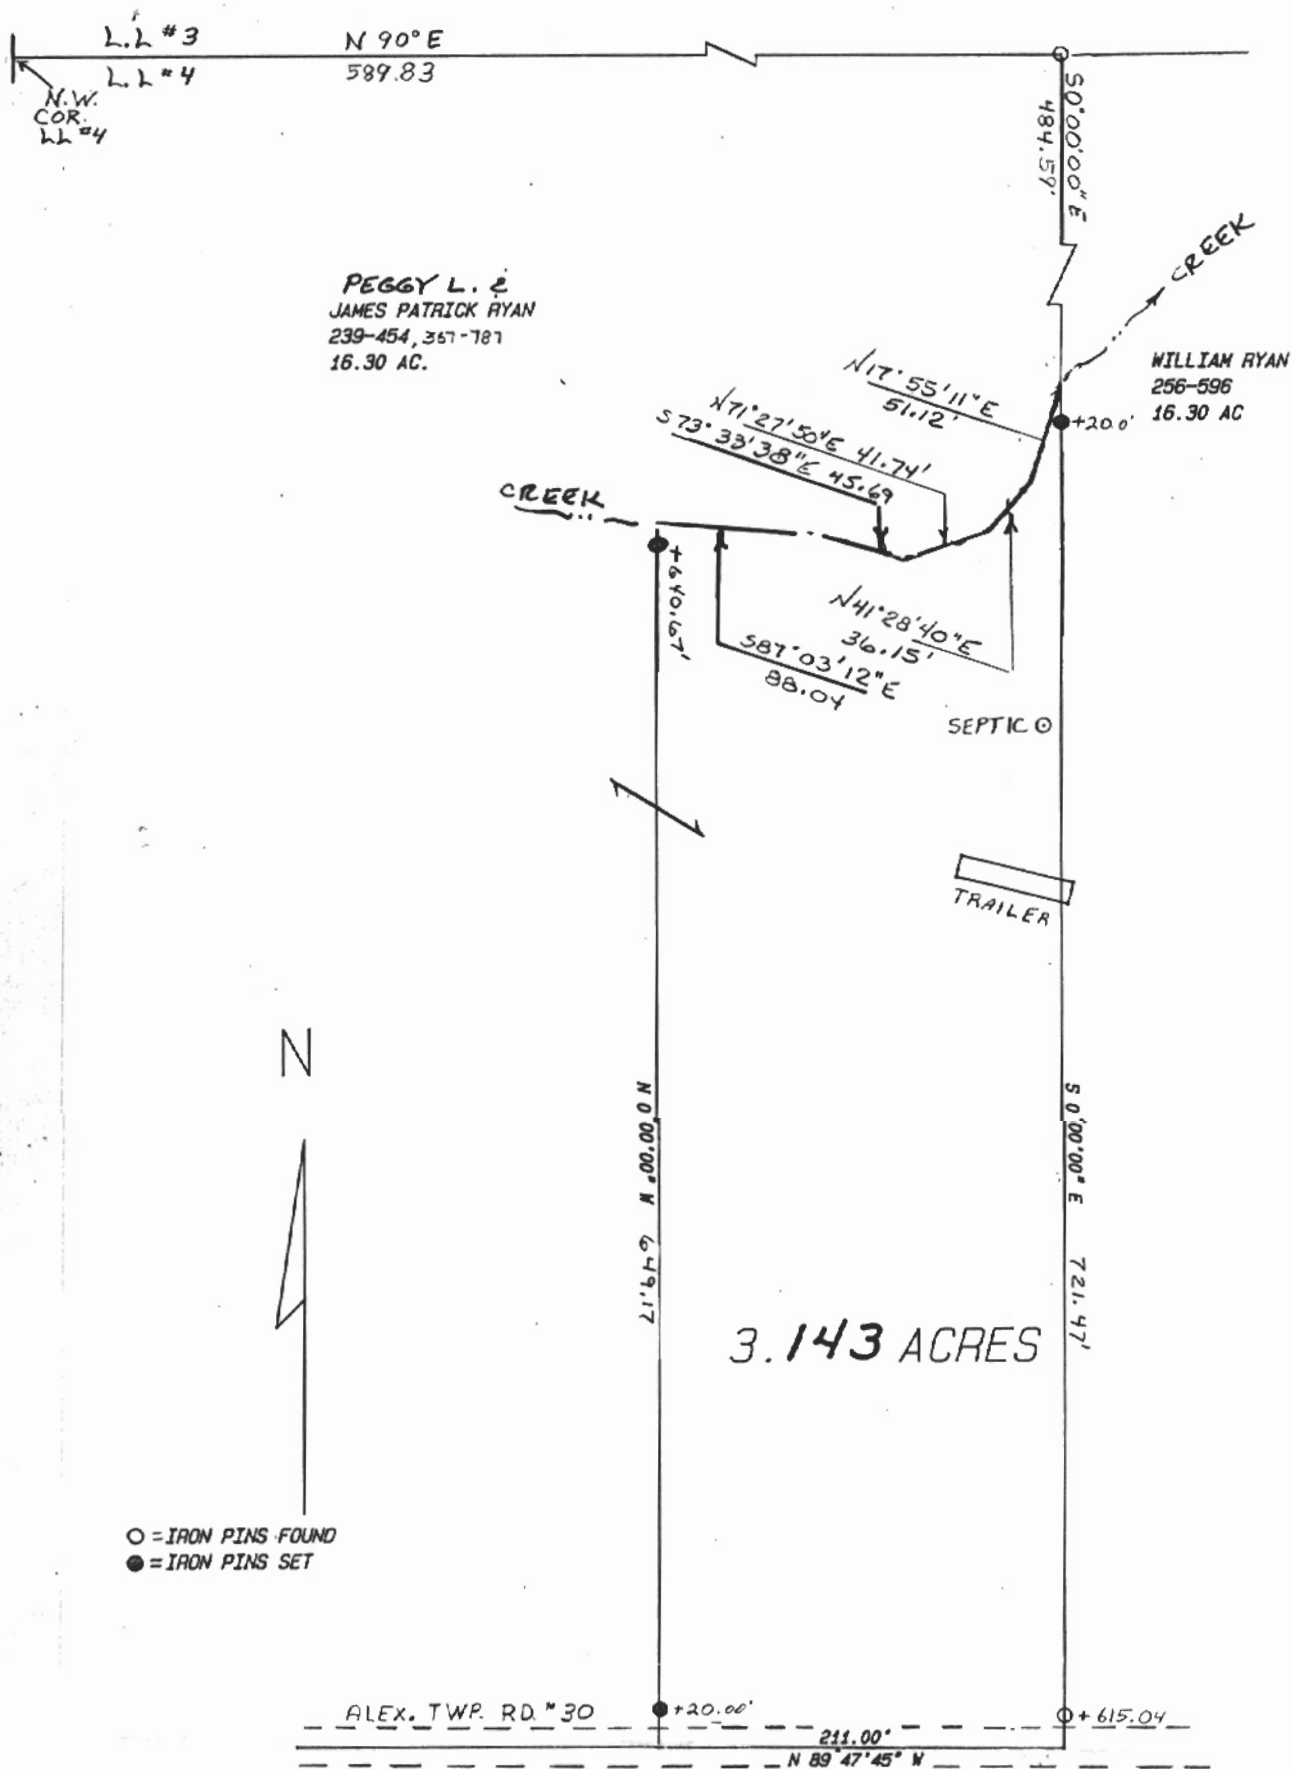 L.L #3
N 90° E
L.L #4
589.83
N.W.
COR.
LL #4
S0°00'00"E
484.59'
CREEK
PEGGY L. &
JAMES PATRICK RYAN
239-454, 357-787
16.30 AC.
WILLIAM RYAN
256-596
16.30 AC
N17°55'11"E
51.12'
+20.0'
N71°27'50"E 41.74'
S73°33'38"E 45.69
CREEK
+640.67'
N41°28'40"E
36.15'
S87°03'12"E
88.04
SEPTIC
TRAILER
N
N 0°00'00" W 649.17
S 0°00'00" E 721.47'
3.143 ACRES
O =IRON PINS FOUND
● =IRON PINS SET
ALEX. TWP. RD. #30
+20.00'
+615.04
211.00'
N 89°47'45" W